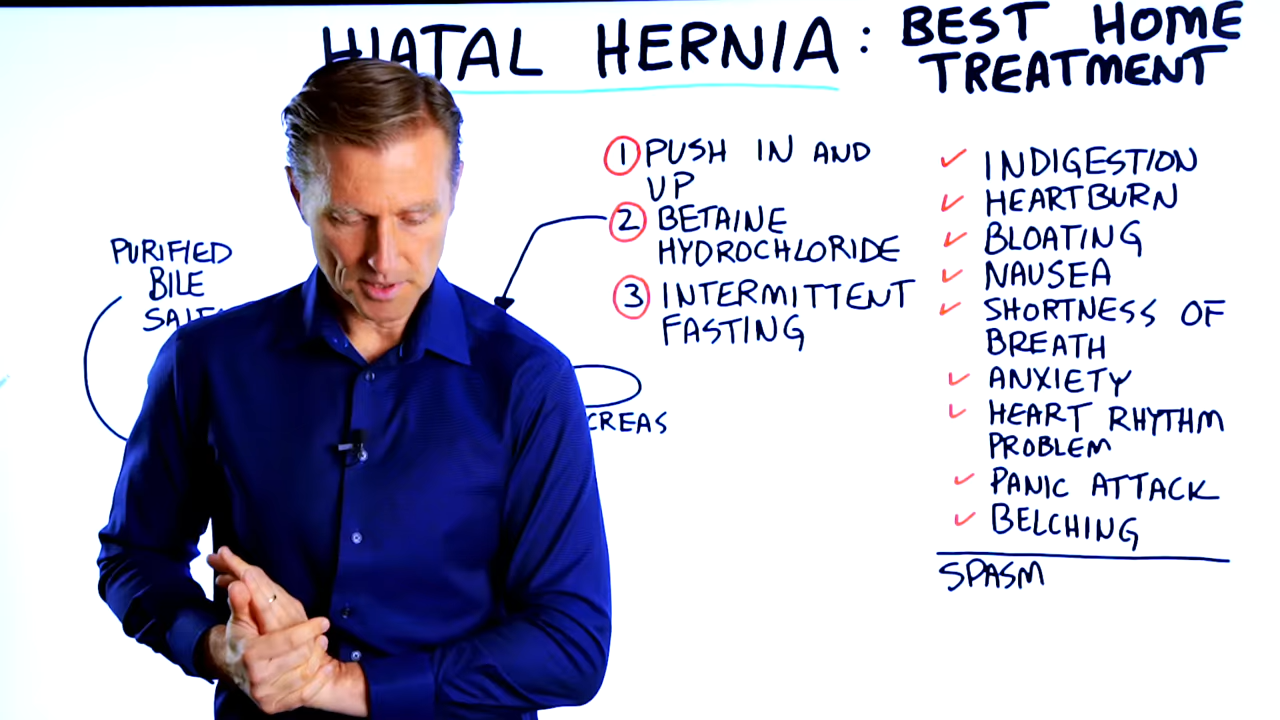 HIATAL HERNIA : BEST HOME
TREATMENT
PURIFIED
BILE
① PUSH IN AND
UP
② BETAINE
HYDROCHLORIDE
③ INTERMITTENT
FASTING
CREAS
✓ INDIGESTION
✓ HEARTBURN
✓ BLOATING
✓ NAUSEA
✓ SHORTNESS OF
BREATH
✓ ANXIETY
✓ HEART RHYTHM
PROBLEM
✓ PANIC ATTACK
✓ BELCHING
SPASM